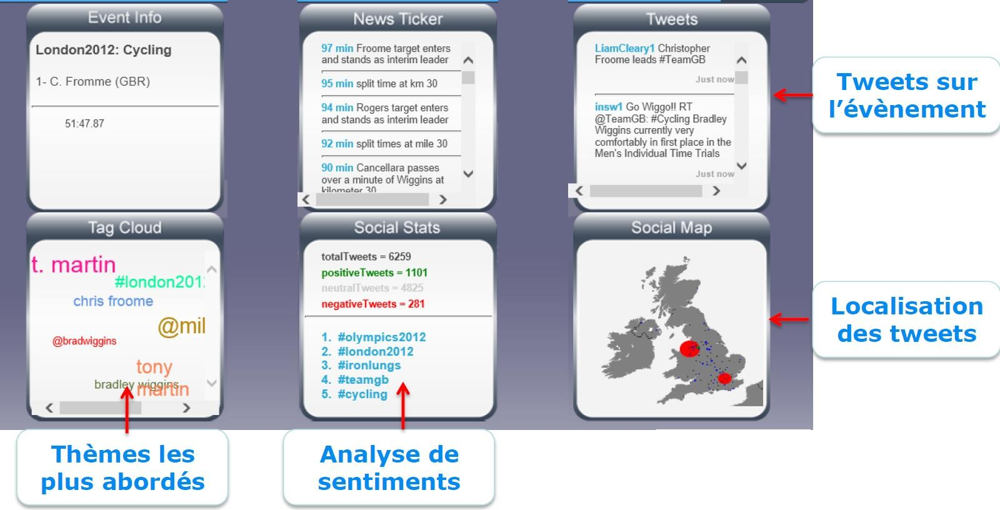 Event Info
London2012: Cycling
1- C. Fromme (GBR)
51:47.87
News Ticker
97 min Froome target enters
and stands as interim leader
95 min split time at km 30
94 min Rogers target enters
and stands as interim leader
92 min split times at mile 30
90 min Cancellara passes
over a minute of Wiggins at
kilometer 30
Tweets
LiamCleary1 Christopher
Froome leads #TeamGB
Just now
insw1 Go Wiggo!! RT
@TeamGB: #Cycling Bradley
Wiggins currently very
comfortably in first place in the
Men's Individual Time Trials
Just now
Tweets sur
l’évènement
Tag Cloud
t. martin
#london201
chris froome
@mil
@bradwiggins
tony
bradley wiggins
martin
Social Stats
totalTweets = 6259
positiveTweets = 1101
neutralTweets = 4825
negativeTweets = 281
1. #olympics2012
2. #london2012
3. #ironlungs
4. #teamgb
5. #cycling
Social Map
Localisation
des tweets
Thèmes les
plus abordés
Analyse de
sentiments